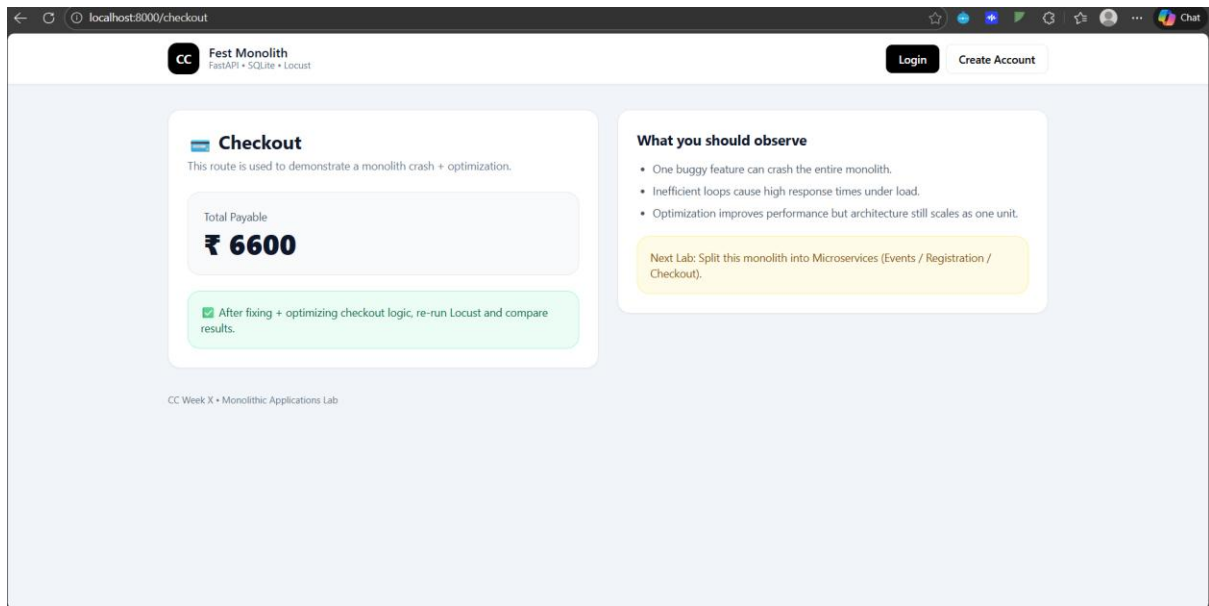 localhost:8000/checkout
Chat
CC
Fest Monolith
FastAPI • SQLite • Locust
Login
Create Account
Checkout
This route is used to demonstrate a monolith crash + optimization.
Total Payable
₹ 6600
After fixing + optimizing checkout logic, re-run Locust and compare
results.
What you should observe
• One buggy feature can crash the entire monolith.
• Inefficient loops cause high response times under load.
• Optimization improves performance but architecture still scales as one unit.
Next Lab: Split this monolith into Microservices (Events / Registration /
Checkout).
CC Week X • Monolithic Applications Lab